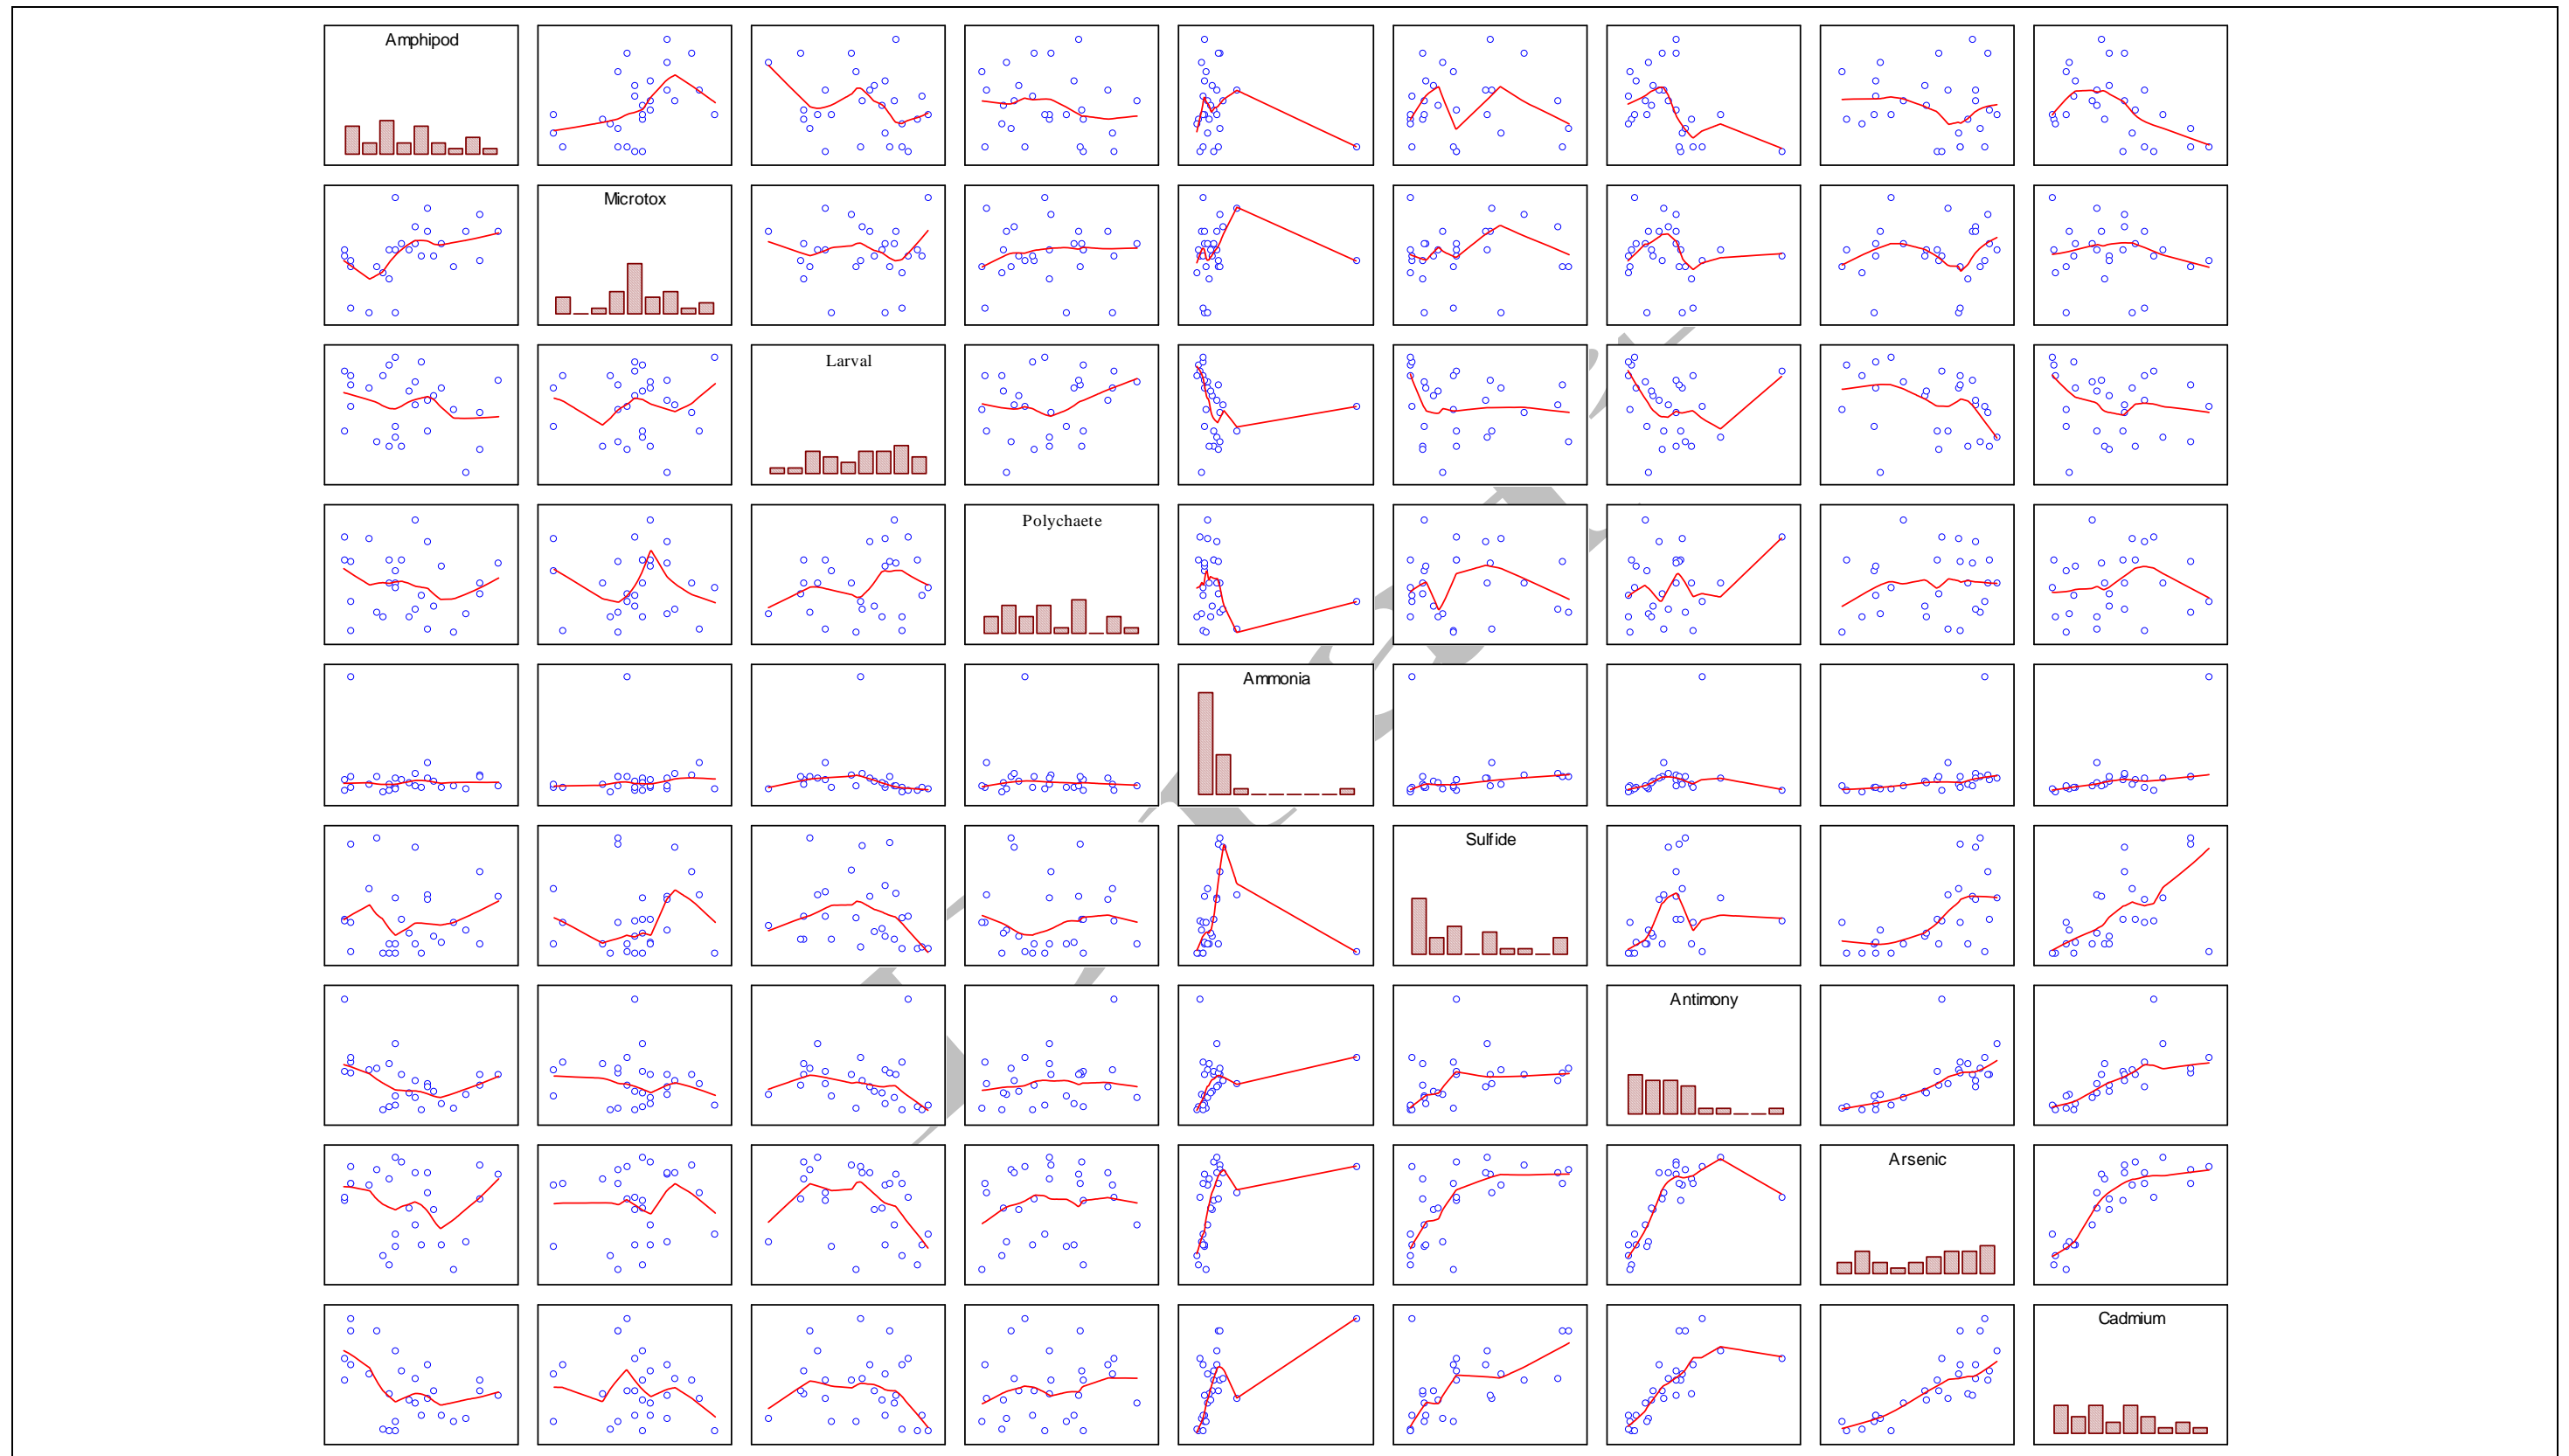 Amphipod
Microtox
Larval
Polychaete
Ammonia
Sulfide
Antimony
Arsenic
Cadmium